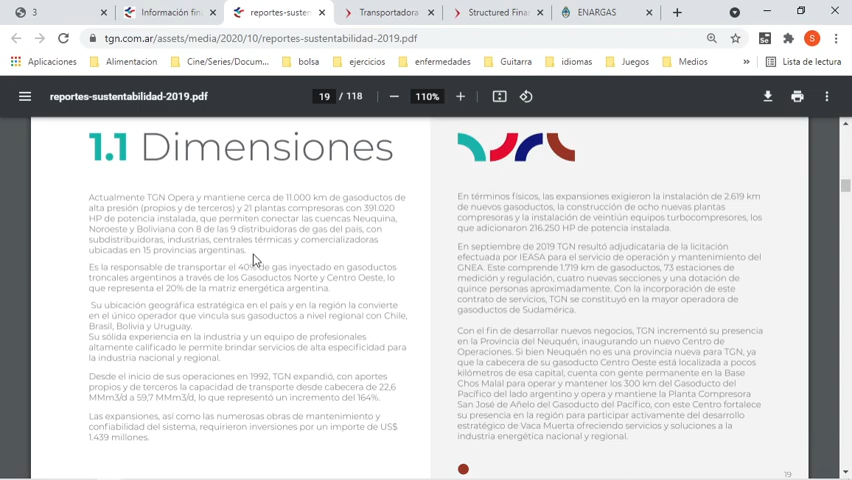 3
Información fina
reportes-susten
Transportadora
Structured Finan
ENARGAS
tgn.com.ar/assets/media/2020/10/reportes-sustentabilidad-2019.pdf
S
Aplicaciones
Alimentacion
Cine/Series/Docum...
bolsa
ejercicios
enfermedades
Guitarra
idiomas
Juegos
Medios
»
Lista de lectura
reportes-sustentabilidad-2019.pdf
19 / 118
110%
1.1 Dimensiones
Actualmente TGN Opera y mantiene cerca de 11.000 km de gasoductos de
alta presión (propios y de terceros) y 21 plantas compresoras con 391.020
HP de potencia instalada, que permiten conectar las cuencas Neuquina,
Noroeste y Boliviana con 8 de las 9 distribuidoras de gas del país, con
subdistribuidoras, industrias, centrales térmicas y comercializadoras
ubicadas en 15 provincias argentinas.
Es la responsable de transportar el 40% de gas inyectado en gasoductos
troncales argentinos a través de los Gasoductos Norte y Centro Oeste, lo
que representa el 20% de la matriz energética argentina.
Su ubicación geográfica estratégica en el país y en la región la convierte
en el único operador que vincula sus gasoductos a nivel regional con Chile,
Brasil, Bolivia y Uruguay.
Su sólida experiencia en la industria y un equipo de profesionales
altamente calificado le permite brindar servicios de alta especificidad para
la industria nacional y regional.
Desde el inicio de sus operaciones en 1992, TGN expandió, con aportes
propios y de terceros la capacidad de transporte desde cabecera de 22,6
MMm3/d a 59,7 MMm3/d, lo que representó un incremento del 164%.
Las expansiones, así como las numerosas obras de mantenimiento y
confiabilidad del sistema, requirieron inversiones por un importe de US$
1.439 millones.
En términos físicos, las expansiones exigieron la instalación de 2.619 km
de nuevos gasoductos, la construcción de ocho nuevas plantas
compresoras y la instalación de veintiún equipos turbocompresores, los
que adicionaron 216.250 HP de potencia instalada.
En septiembre de 2019 TGN resultó adjudicataria de la licitación
efectuada por IEASA para el servicio de operación y mantenimiento del
GNEA. Este comprende 1.719 km de gasoductos, 73 estaciones de
medición y regulación, cuatro nuevas secciones y una dotación de
quince personas aproximadamente. Con la incorporación de este
contrato de servicios, TGN se constituyó en la mayor operadora de
gasoductos de Sudamérica.
Con el fin de desarrollar nuevos negocios, TGN incrementó su presencia
en la Provincia del Neuquén, inaugurando un nuevo Centro de
Operaciones. Si bien Neuquén no es una provincia nueva para TGN, ya
que la cabecera de su gasoducto Centro Oeste está localizada a pocos
kilómetros de esa capital, cuenta con gente permanente en la Base
Chos Malal para operar y mantener los 300 km del Gasoducto del
Pacífico del lado argentino y opera y mantiene la Planta Compresora
San José de Añelo del Gasoducto del Pacífico, con este Centro fortalece
su presencia en la región para participar activamente del desarrollo
estratégico de Vaca Muerta ofreciendo servicios y soluciones a la
industria energética nacional y regional.
19